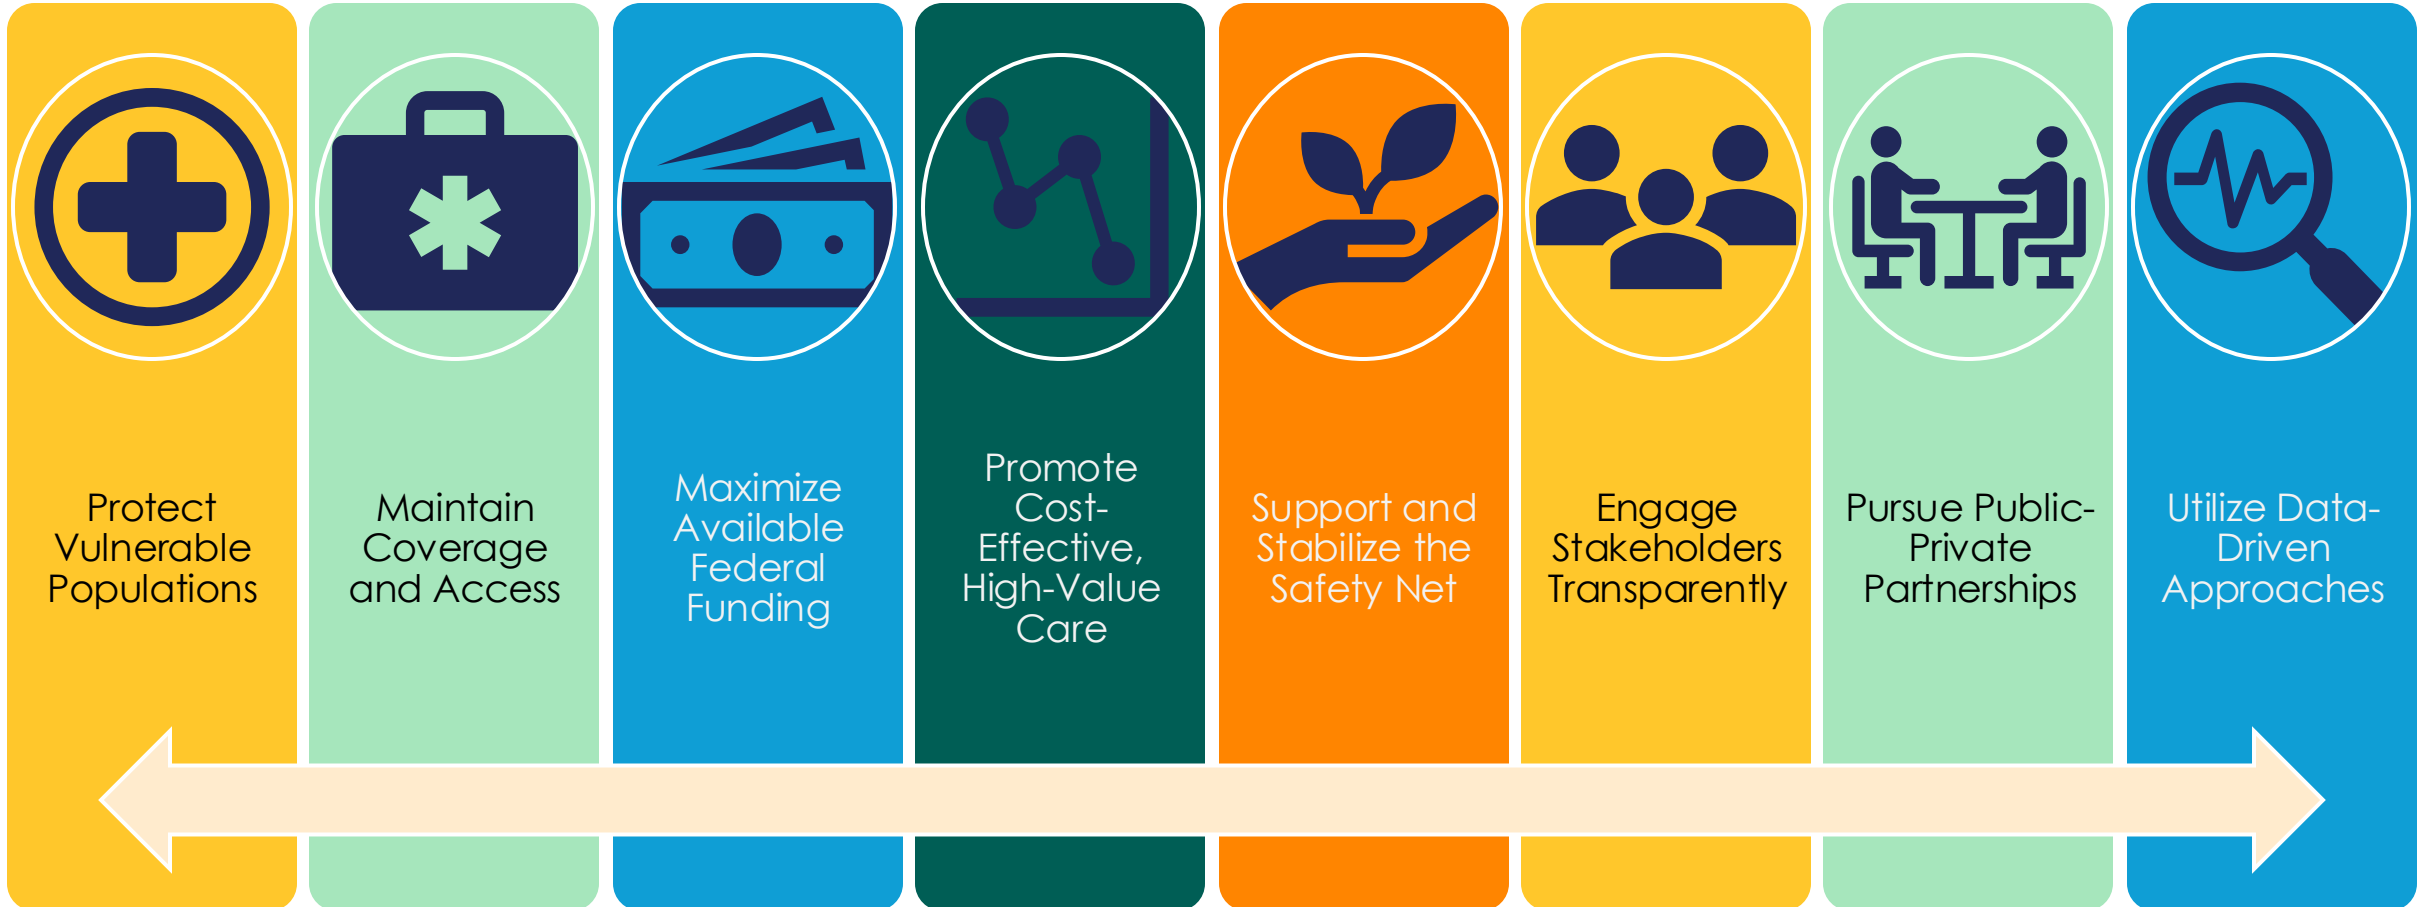 Protect
Vulnerable
Populations
Maintain
Coverage
and Access
Maximize
Available
Federal
Funding
Promote
Cost-
Effective,
High-Value
Care
Support and
Stabilize the
Safety Net
Engage
Stakeholders
Transparently
Pursue Public-
Private
Partnerships
Utilize Data-
Driven
Approaches